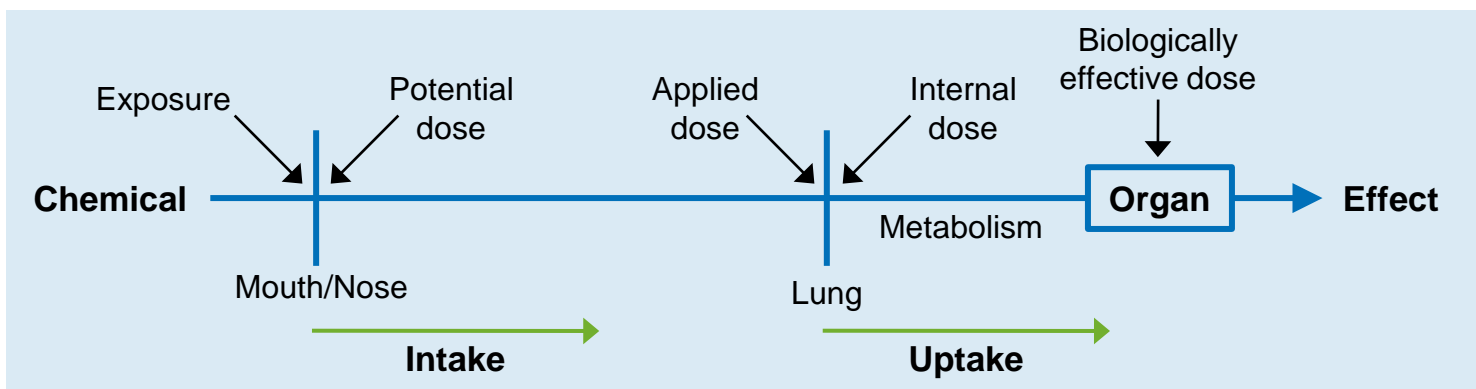 Exposure
Potential
dose
Applied
dose
Internal
dose
Biologically
effective dose
Chemical
Organ
Effect
Metabolism
Mouth/Nose
Lung
Intake
Uptake